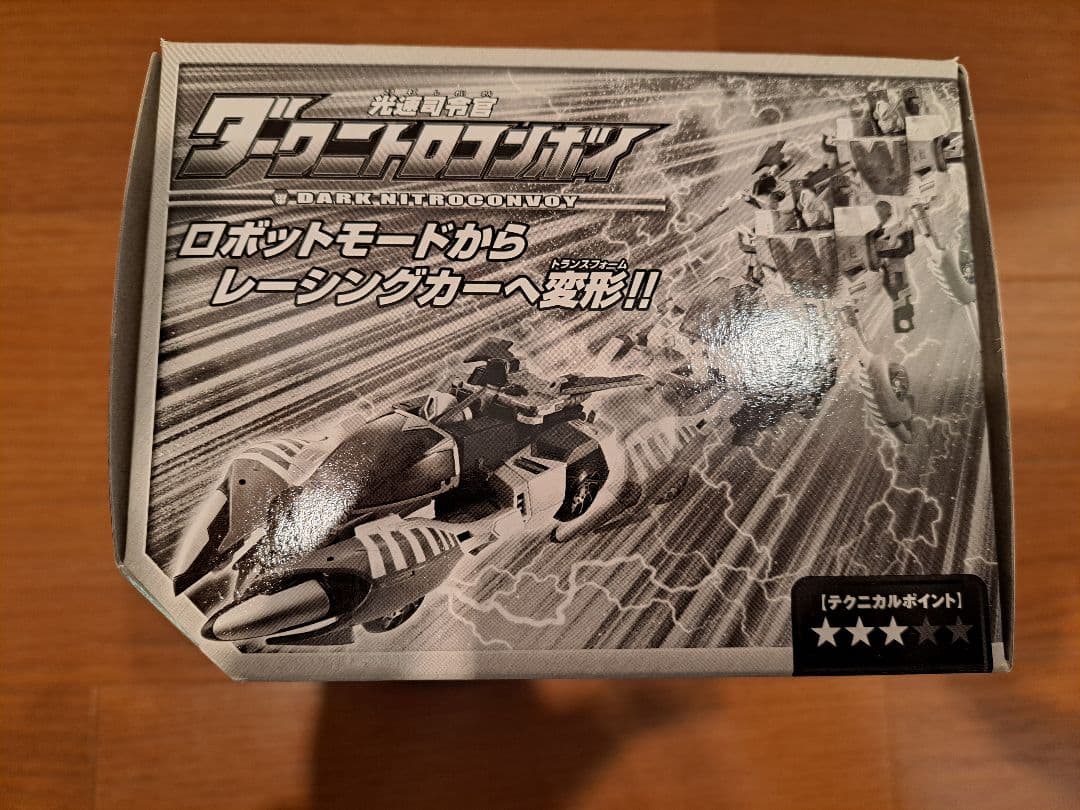 光速司令官
ダークニトロコンボイ
DARK NITROCONVOY
ロボットモードから
トランスフォーム
レーシングカーへ変形!!
【テクニカルポイント】
★★★★★